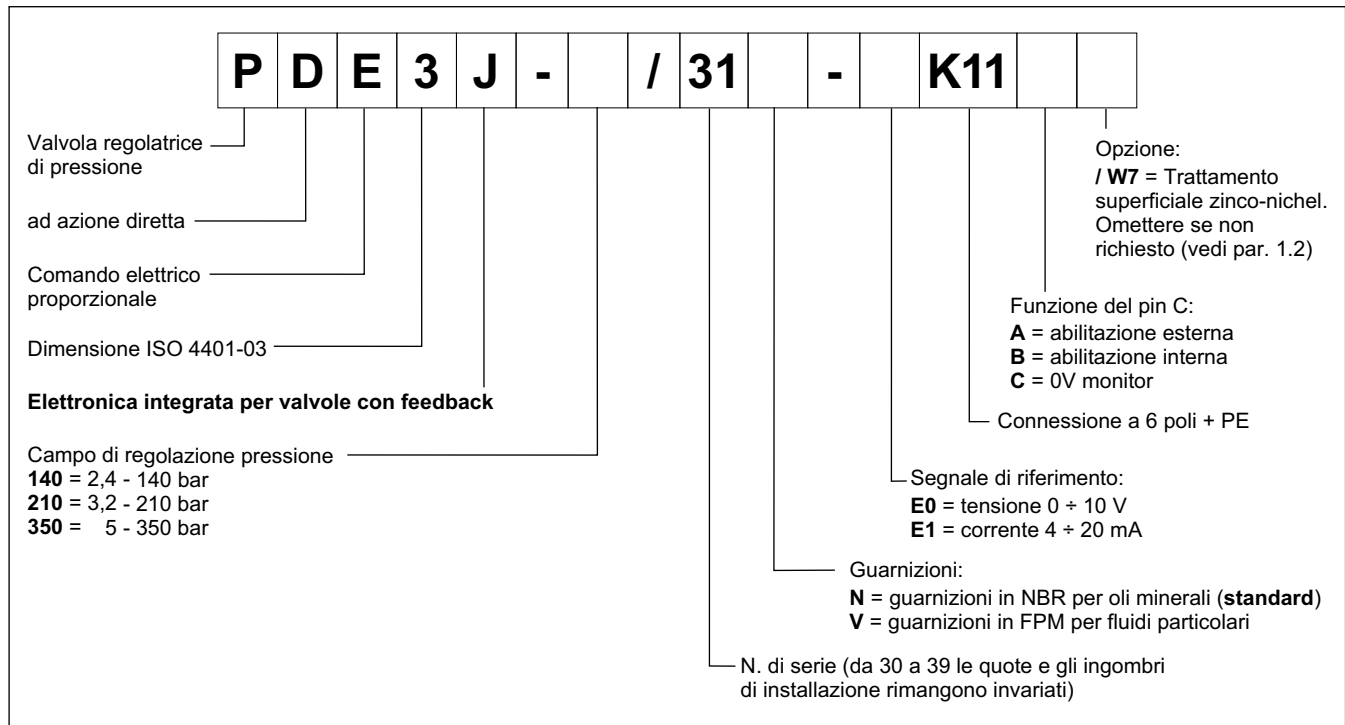 P D E 3 J - / 31 - K11
Valvola regolatrice
di pressione
ad azione diretta
Comando elettrico
proporzionale
Dimensione ISO 4401-03
Elettronica integrata per valvole con feedback
Campo di regolazione pressione
140 = 2,4 - 140 bar
210 = 3,2 - 210 bar
350 = 5 - 350 bar
Opzione:
/ W7 = Trattamento
superficiale zinco-nichel.
Omettere se non
richiesto (vedi par. 1.2)
Funzione del pin C:
A = abilitazione esterna
B = abilitazione interna
C = 0V monitor
Connessione a 6 poli + PE
Segnale di riferimento:
E0 = tensione 0 ÷ 10 V
E1 = corrente 4 ÷ 20 mA
Guarnizioni:
N = guarnizioni in NBR per oli minerali (standard)
V = guarnizioni in FPM per fluidi particolari
N. di serie (da 30 a 39 le quote e gli ingombri
di installazione rimangono invariati)